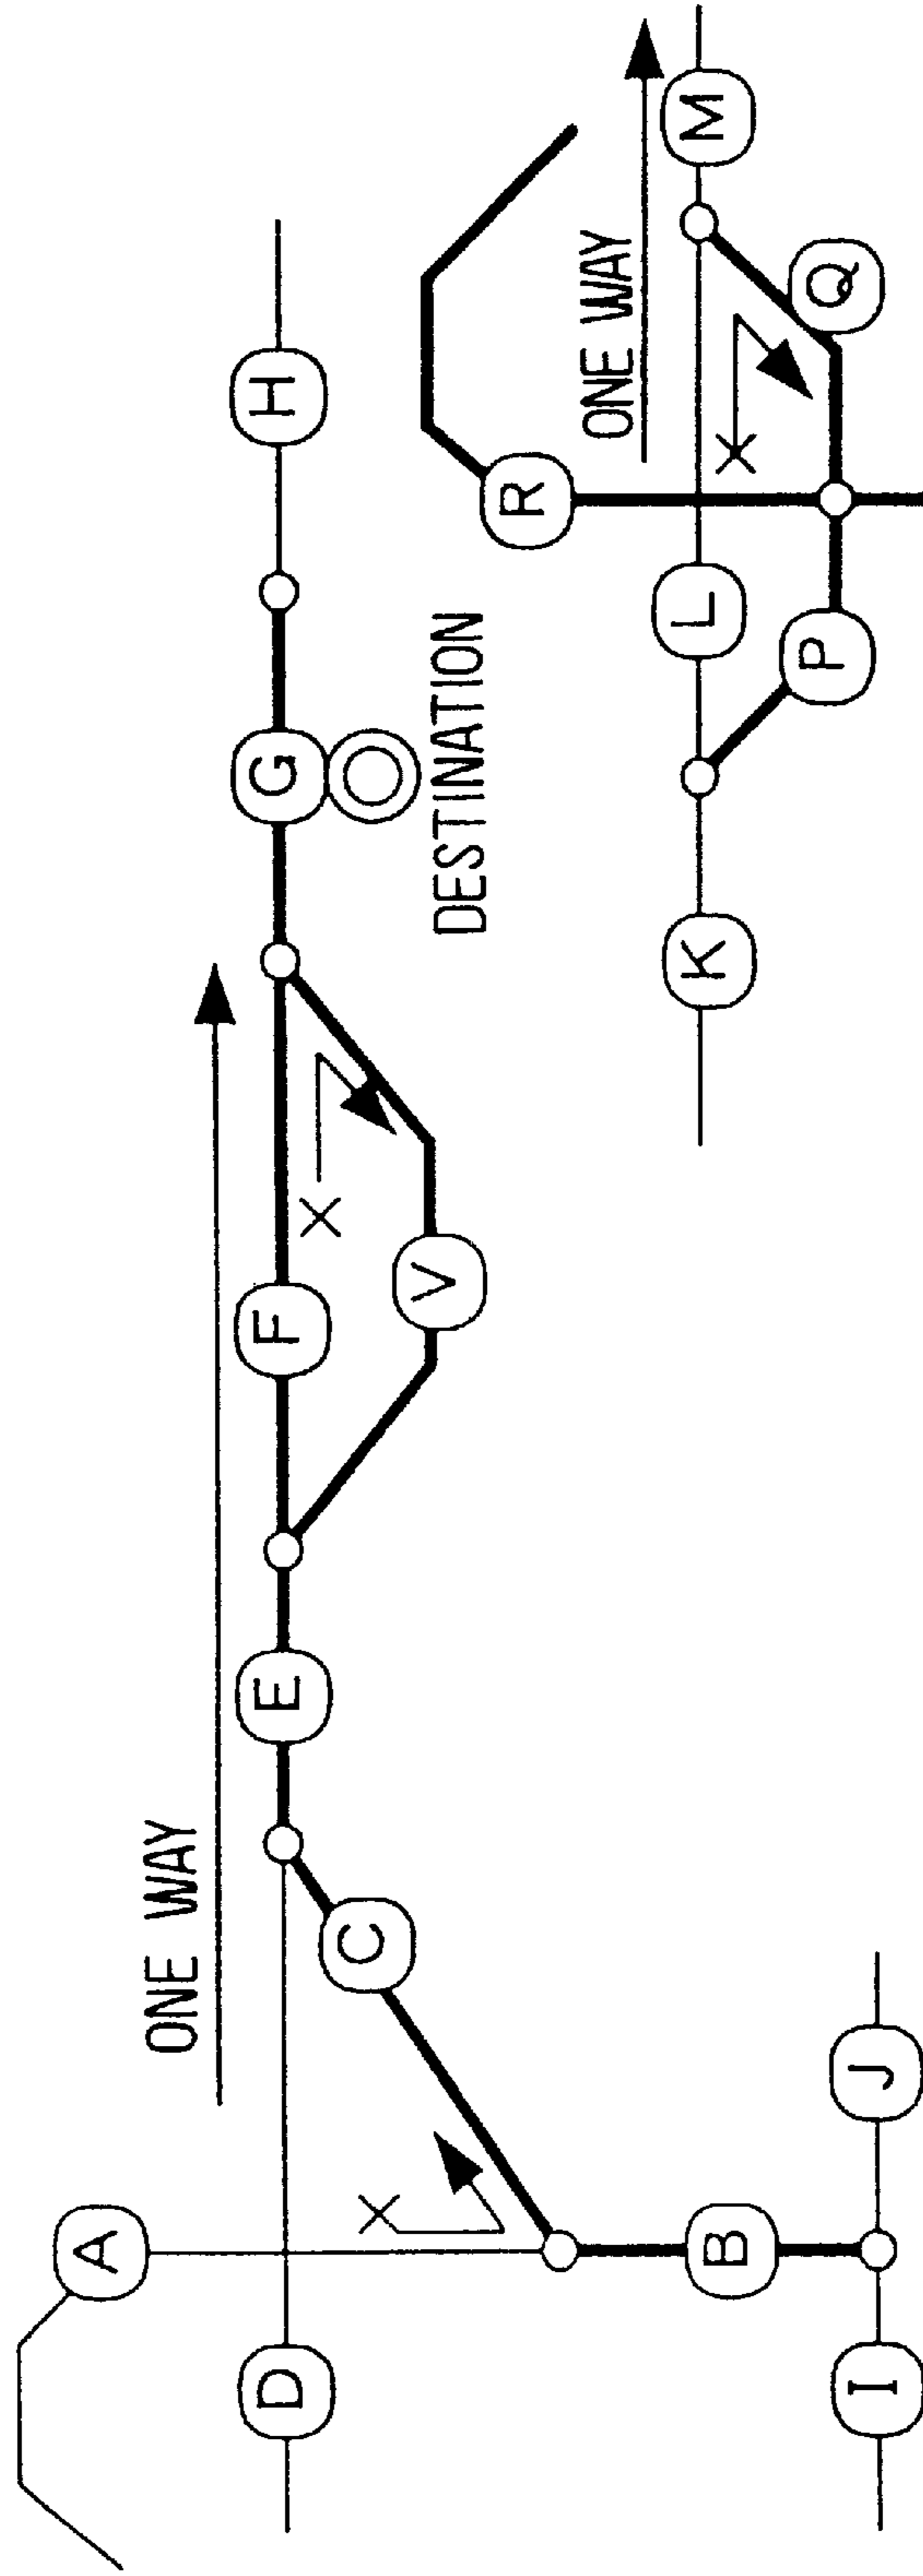 A
ONE WAY
D E F G H
X
X C
V
DESTINATION
R
ONE WAY
K L M
B
X
P Q
I J